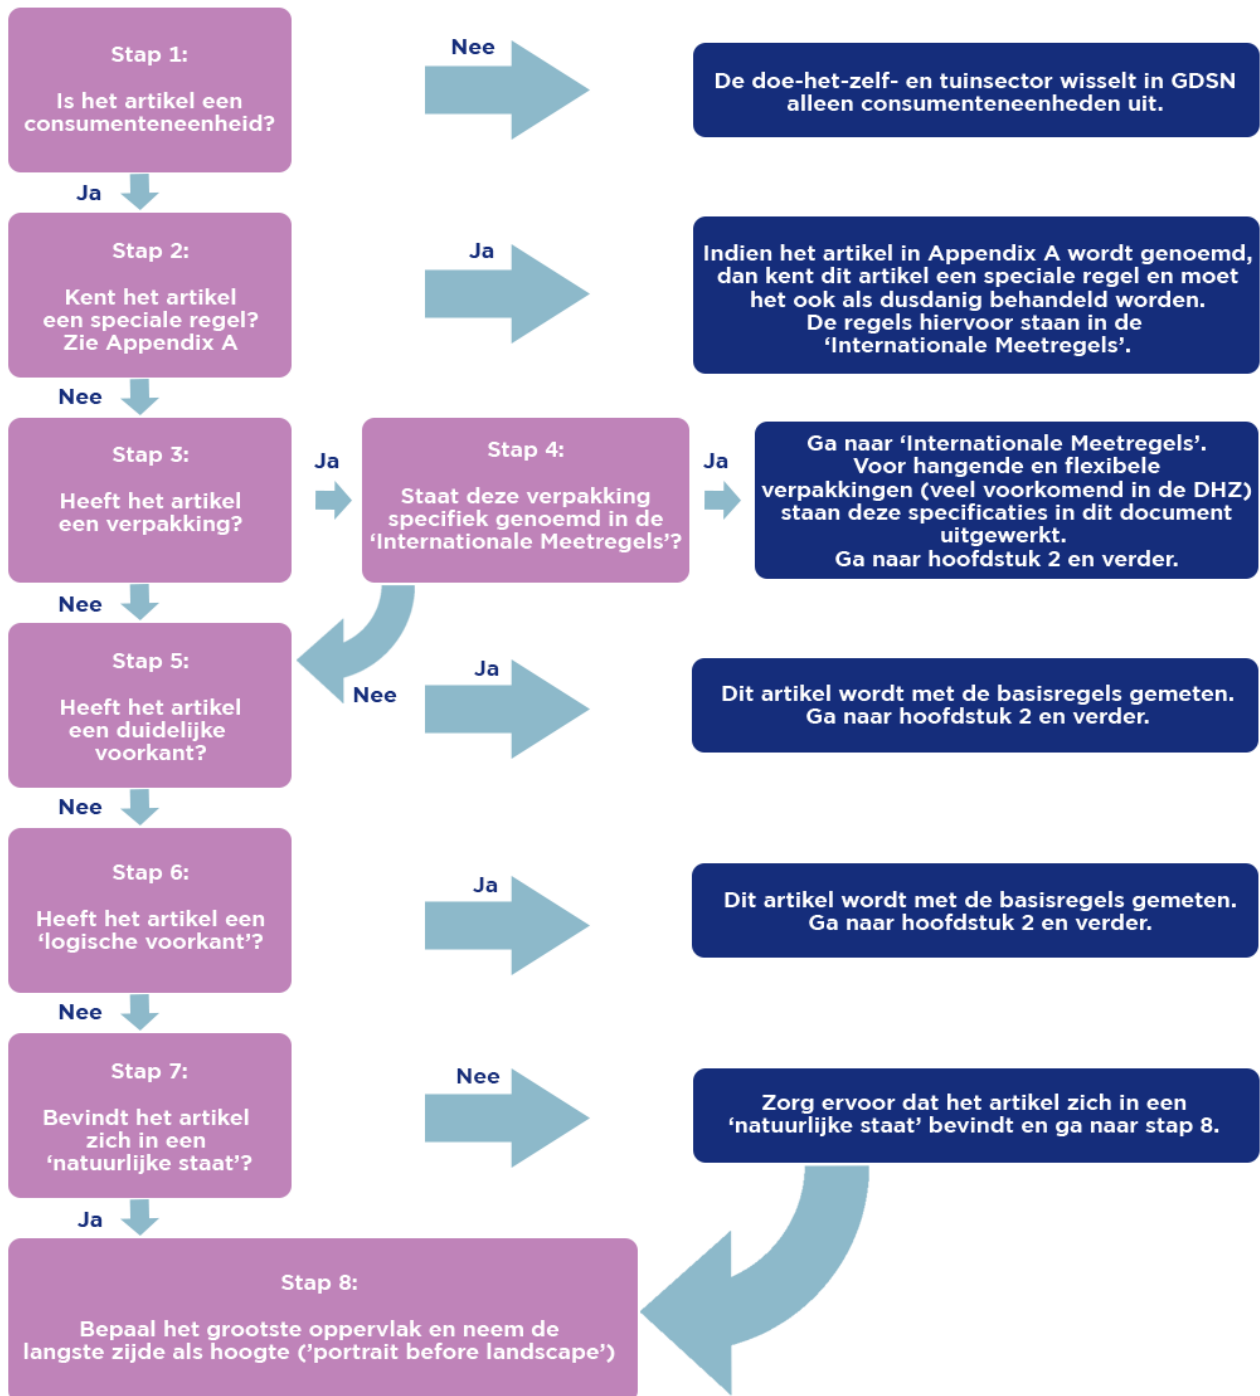 Stap 1:
Is het artikel een
consumenteneenheid?
Nee
De doe-het-zelf- en tuinsector wisselt in GDSN
alleen consumenteneenheden uit.
Ja
Stap 2:
Kent het artikel
een speciale regel?
Zie Appendix A
Ja
Indien het artikel in Appendix A wordt genoemd,
dan kent dit artikel een speciale regel en moet
het ook als dusdanig behandeld worden.
De regels hiervoor staan in de
‘Internationale Meetregels’.
Nee
Stap 3:
Heeft het artikel
een verpakking?
Ja
Stap 4:
Staat deze verpakking
specifiek genoemd in de
‘Internationale Meetregels’?
Ja
Ga naar ‘Internationale Meetregels’.
Voor hangende en flexibele
verpakkingen (veel voorkomend in de DHZ)
staan deze specificaties in dit document
uitgewerkt.
Ga naar hoofdstuk 2 en verder.
Nee
Nee
Stap 5:
Heeft het artikel
een duidelijke
voorkant?
Ja
Dit artikel wordt met de basisregels gemeten.
Ga naar hoofdstuk 2 en verder.
Nee
Stap 6:
Heeft het artikel een
‘logische voorkant’?
Ja
Dit artikel wordt met de basisregels gemeten.
Ga naar hoofdstuk 2 en verder.
Nee
Stap 7:
Bevindt het artikel
zich in een
‘natuurlijke staat’?
Nee
Zorg ervoor dat het artikel zich in een
‘natuurlijke staat’ bevindt en ga naar stap 8.
Ja
Stap 8:
Bepaal het grootste oppervlak en neem de
langste zijde als hoogte (’portrait before landscape’)